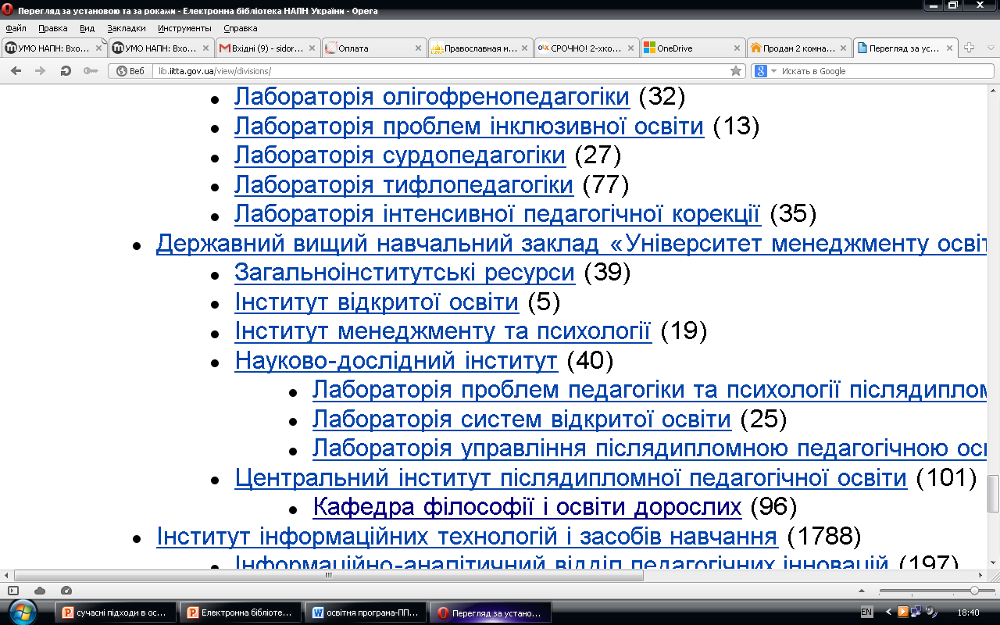 Перегляд за установою та за роками - Електронна бібліотека НАПН України - Opera
Файл Правка Вид Закладки Инструменты Справка
УМО НАПН: Вхо... УМО НАПН: Вхо... Вхідні (9) - sidor... Оплата Православная м... СРОЧНО! 2-хко... OneDrive Продам 2 комна... Перегляд за ус...
Веб lib.iitta.gov.ua/view/divisions/ Искать в Google
Лабораторія олігофренопедагогіки (32)
Лабораторія проблем інклюзивної освіти (13)
Лабораторія сурдопедагогіки (27)
Лабораторія тифлопедагогіки (77)
Лабораторія інтенсивної педагогічної корекції (35)
Державний вищий навчальний заклад «Університет менеджменту освіт
Загальноінститутські ресурси (39)
Інститут відкритої освіти (5)
Інститут менеджменту та психології (19)
Науково-дослідний інститут (40)
Лабораторія проблем педагогіки та психології післядиплом
Лабораторія систем відкритої освіти (25)
Лабораторія управління післядипломною педагогічною осв
Центральний інститут післядипломної педагогічної освіти (101)
Кафедра філософії і освіти дорослих (96)
Інститут інформаційних технологій і засобів навчання (1788)
Інформаційно-аналітичний відділ педагогічних інновацій (197)
сучасні підходи в ос... Електронна бібліоте... освітня програма-ПП... Перегляд за устано... EN 18:40